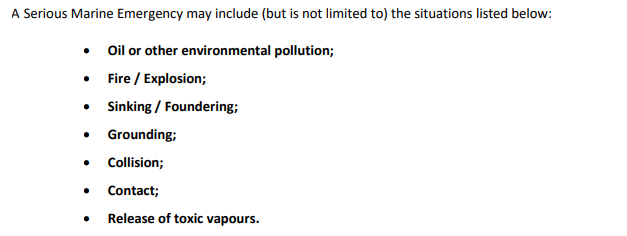 A Serious Marine Emergency may include (but is not limited to) the situations listed below:
• Oil or other environmental pollution;
• Fire / Explosion;
• Sinking / Foundering;
• Grounding;
• Collision;
• Contact;
• Release of toxic vapours.